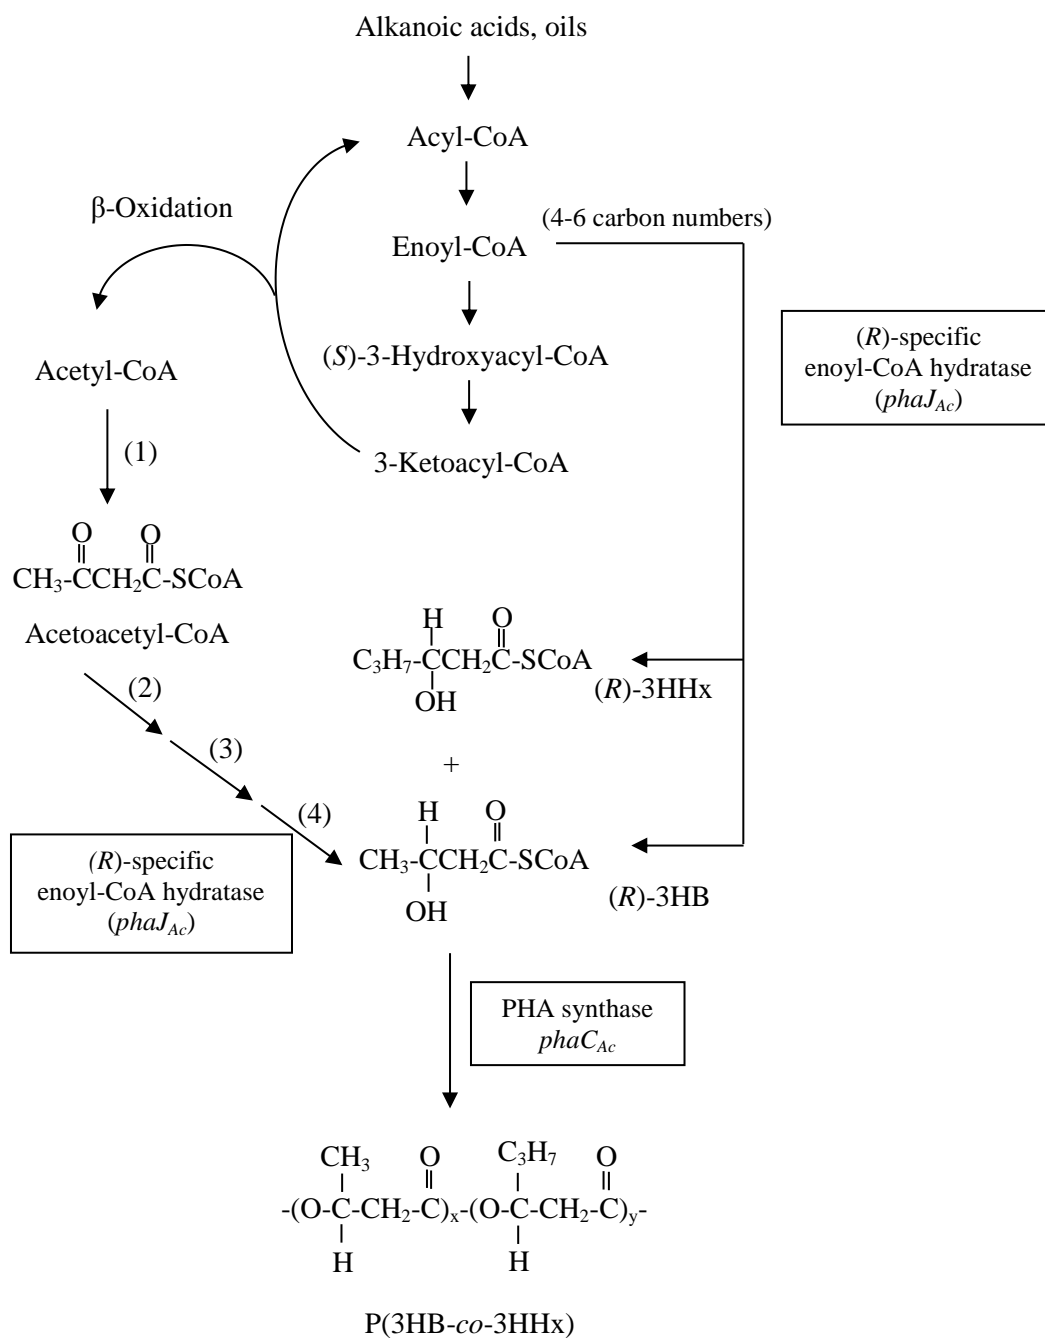 Alkanoic acids, oils
Acyl-CoA
β-Oxidation
(4-6 carbon numbers)
Enoyl-CoA
(R)-specific
enoyl-CoA hydratase
(phaJAc)
(S)-3-Hydroxyacyl-CoA
Acetyl-CoA
(1)
3-Ketoacyl-CoA
O O
CH3-CCH2C-SCoA
Acetoacetyl-CoA
H O
C3H7-CCH2C-SCoA
OH
(R)-3HHx
(2)
(3)
+
(4)
H O
CH3-CCH2C-SCoA
OH
(R)-3HB
(R)-specific
enoyl-CoA hydratase
(phaJAc)
PHA synthase
phaCAc
CH3 O C3H7 O
-(O-C-CH2-C)x-(O-C-CH2-C)y-
H H
P(3HB-co-3HHx)